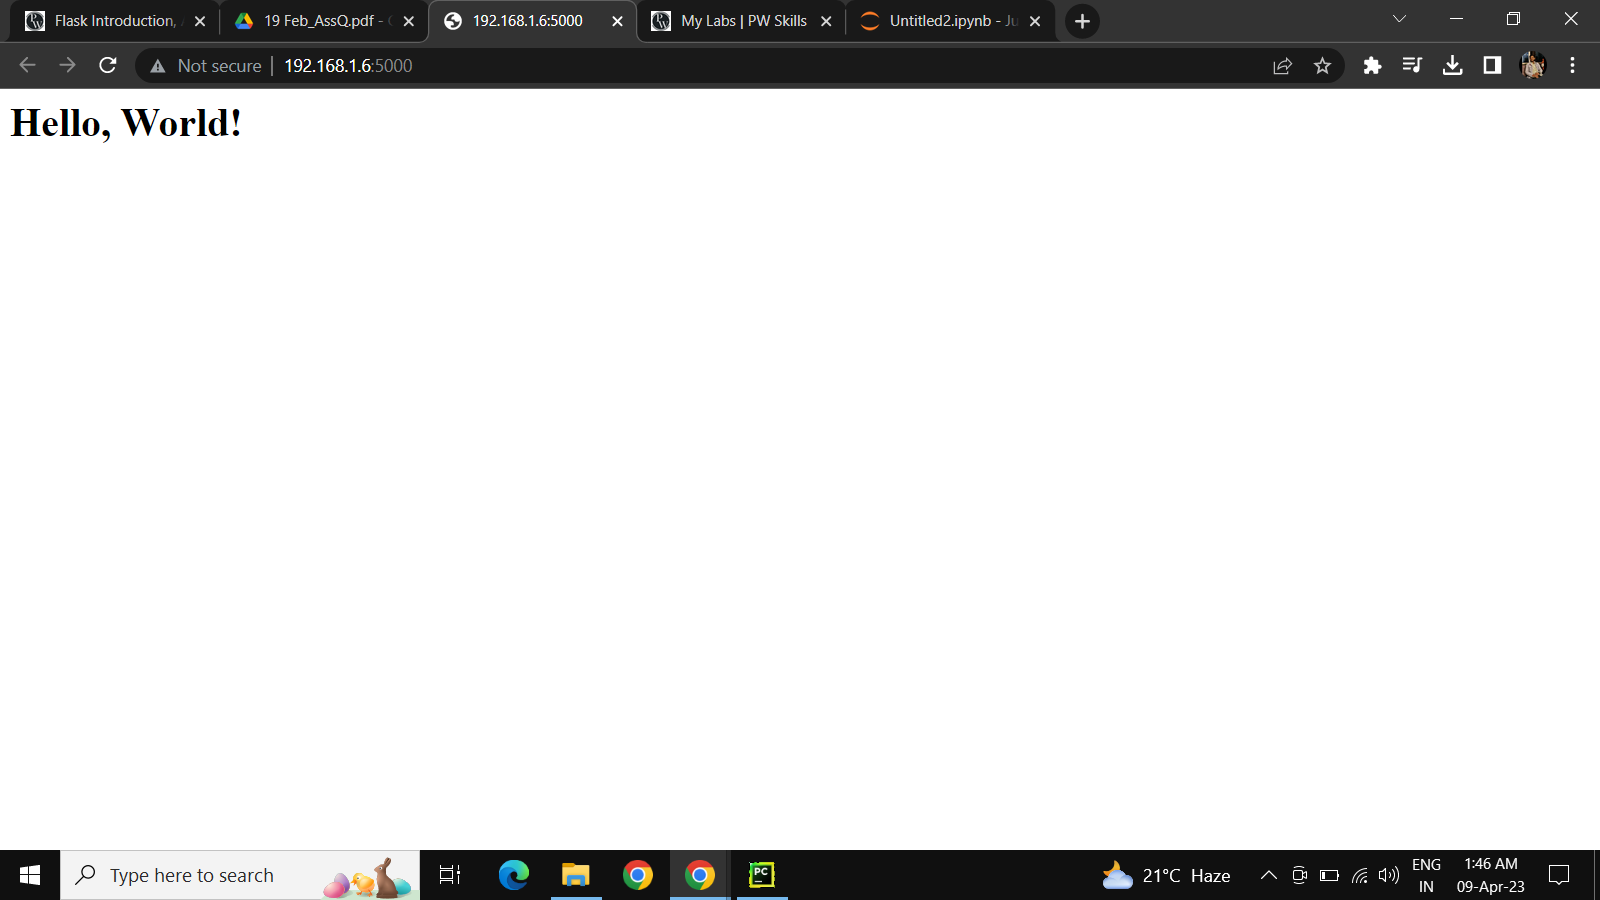 Flask Introduction,
19 Feb_AssQ.pdf -
192.168.1.6:5000
My Labs | PW Skills
Untitled2.ipynb - Ju
Not secure | 192.168.1.6:5000
Hello, World!
Type here to search
PC
21°C Haze
ENG
IN
1:46 AM
09-Apr-23